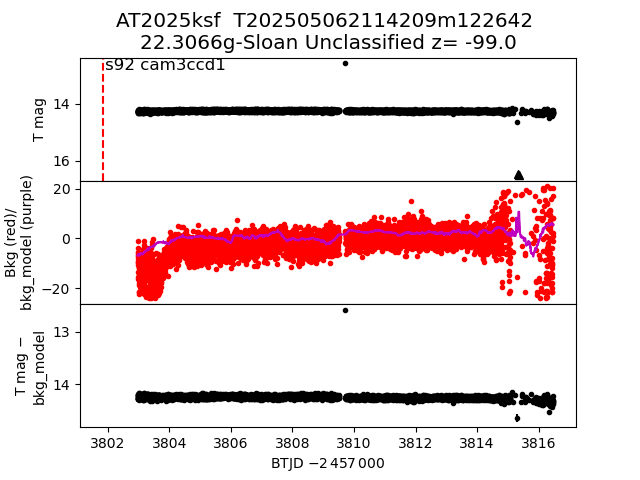 AT2025ksf T202505062114209m122642
22.3066g-Sloan Unclassified z= -99.0
s92 cam3ccd1
T mag
14
16
Bkg (red)/
bkg_model (purple)
20
0
−20
T mag −
bkg_model
13
14
3802 3804 3806 3808 3810 3812 3814 3816
BTJD −2 457 000